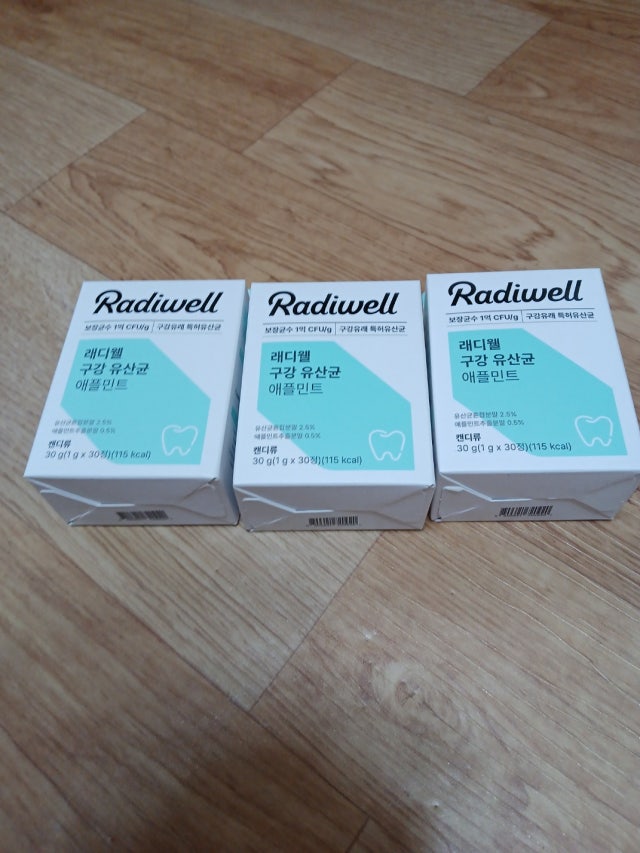 Radiwell
보장균수 1억 CFU/g | 구강유래 특허유산균
래디웰
구강 유산균
애플민트
유산균혼합분말 2.5%
애플민트추출분말 0.5%
캔디류
30 g(1 g x 30정)(115 kcal)
Radiwell
보장균수 1억 CFU/g | 구강유래 특허유산균
래디웰
구강 유산균
애플민트
유산균혼합분말 2.5%
애플민트추출분말 0.5%
캔디류
30 g(1 g x 30정)(115 kcal)
Radiwell
보장균수 1억 CFU/g | 구강유래 특허유산균
래디웰
구강 유산균
애플민트
유산균혼합분말 2.5%
애플민트추출분말 0.5%
캔디류
30 g(1 g x 30정)(115 kcal)